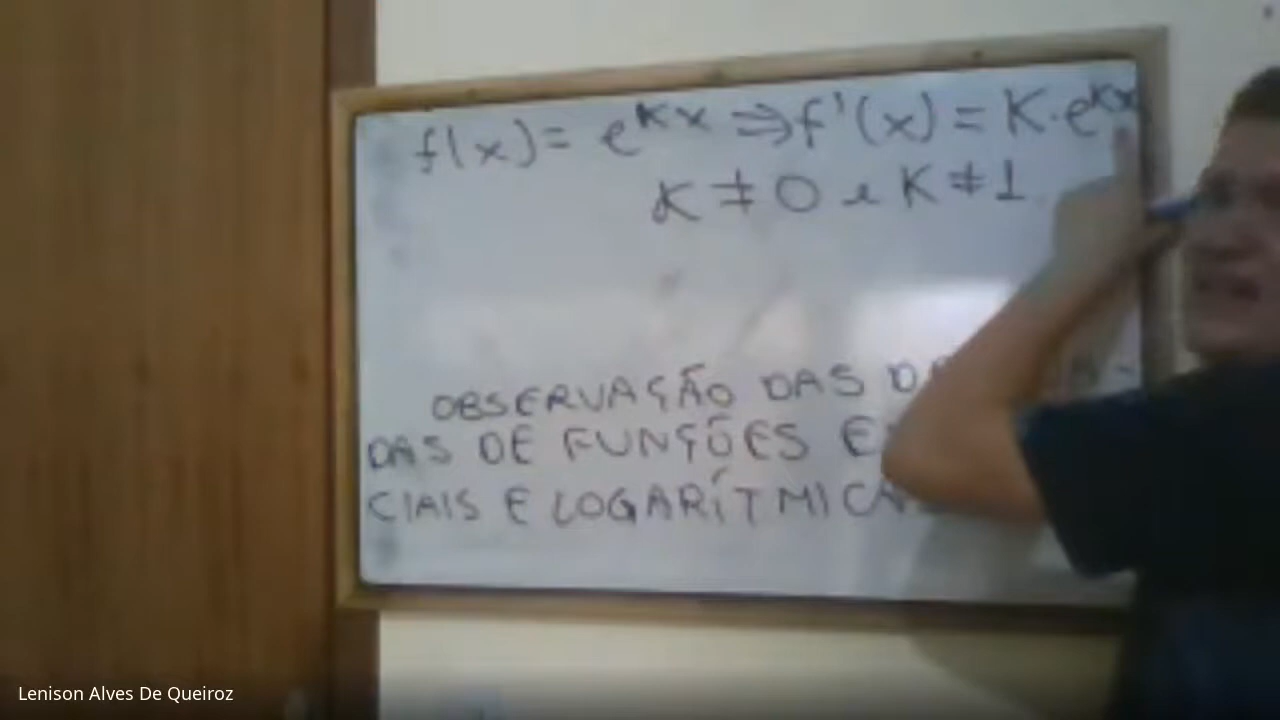 f(x) = e^{kx} ⇒ f'(x) = K·e^{kx}
K ≠ 0 e K ≠ 1
OBSERVAÇÃO DAS
DAS DE FUNÇÕES
CIAIS E LOGARÍTMICAS
Lenison Alves De Queiroz